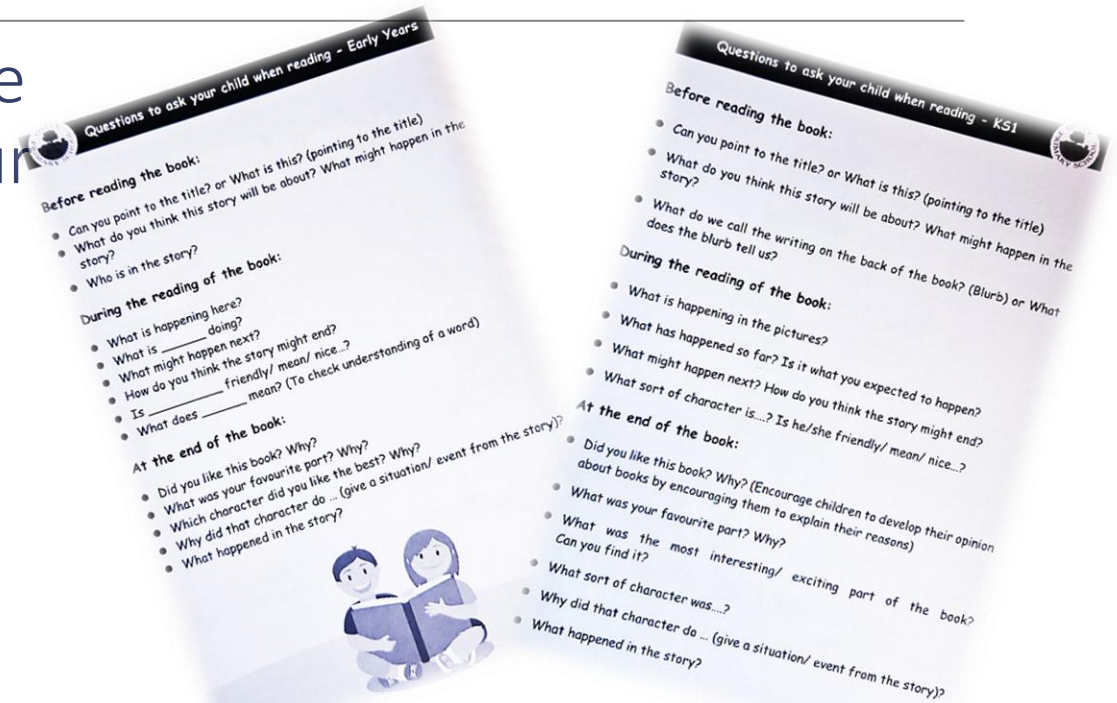 e
ur
Questions to ask your child when reading - Early Years
Before reading the book:
Can you point to the title? or What is this? (pointing to the title)
What do you think this story will be about? What might happen in the
story?
Who is in the story?
During the reading of the book:
What is happening here?
What is ______ doing?
What might happen next?
How do you think the story might end?
Is __________ friendly/ mean/ nice...?
What does ______ mean? (To check understanding of a word)
At the end of the book:
Did you like this book? Why?
What was your favourite part? Why?
Which character did you like the best? Why?
Why did that character do ... (give a situation/ event from the story)?
What happened in the story?
Questions to ask your child when reading - KS1
PRIMARY SCHOOL
Before reading the book:
Can you point to the title? or What is this? (pointing to the title)
What do you think this story will be about? What might happen in the
story?
What do we call the writing on the back of the book? (Blurb) or What
does the blurb tell us?
During the reading of the book:
What is happening in the pictures?
What has happened so far? Is it what you expected to happen?
What might happen next? How do you think the story might end?
What sort of character is....? Is he/she friendly/ mean/ nice...?
At the end of the book:
Did you like this book? Why? (Encourage children to develop their opinion
about books by encouraging them to explain their reasons)
What was your favourite part? Why?
What was the most interesting/ exciting part of the book?
Can you find it?
What sort of character was....?
Why did that character do ... (give a situation/ event from the story)?
What happened in the story?